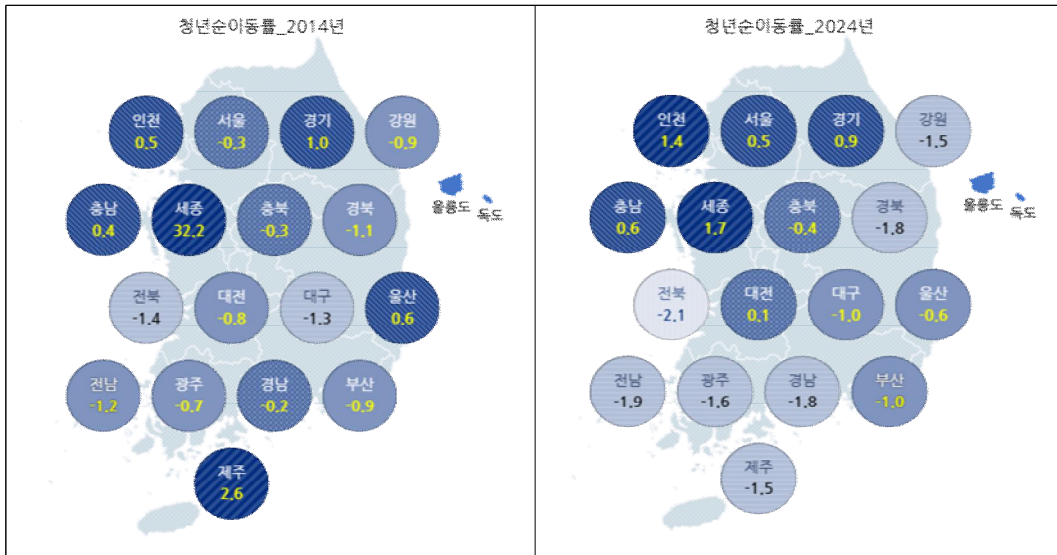 청년순이동률_2014년
인천 서울 경기 강원
0.5 -0.3 1.0 -0.9
울릉도 독도
충남 세종 충북 경북
0.4 32.2 -0.3 -1.1
전북 대전 대구 울산
-1.4 -0.8 -1.3 0.6
전남 광주 경남 부산
-1.2 -0.7 -0.2 -0.9
제주
2.6
청년순이동률_2024년
인천 서울 경기 강원
1.4 0.5 0.9 -1.5
울릉도 독도
충남 세종 충북 경북
0.6 1.7 -0.4 -1.8
전북 대전 대구 울산
-2.1 0.1 -1.0 -0.6
전남 광주 경남 부산
-1.9 -1.6 -1.8 -1.0
제주
-1.5